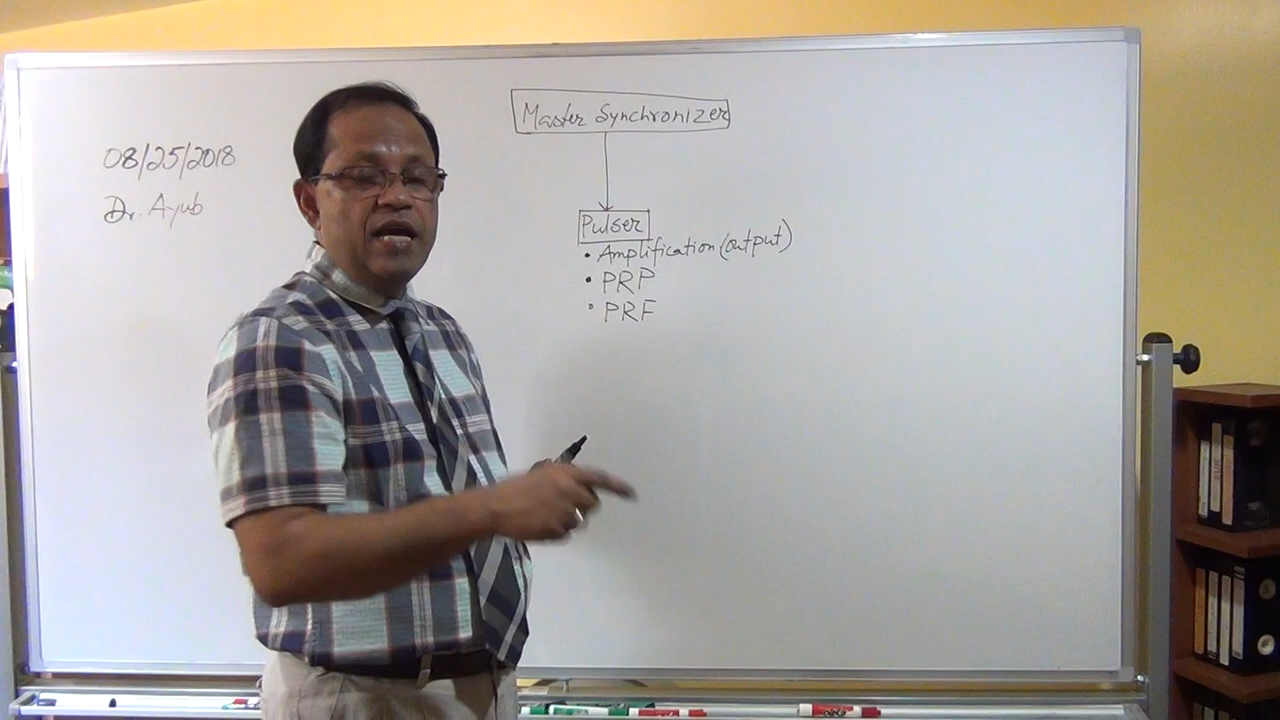 08/25/2018
Dr. Ayub
Master Synchronizer
Pulser
• Amplification (output)
• PRP
• PRF